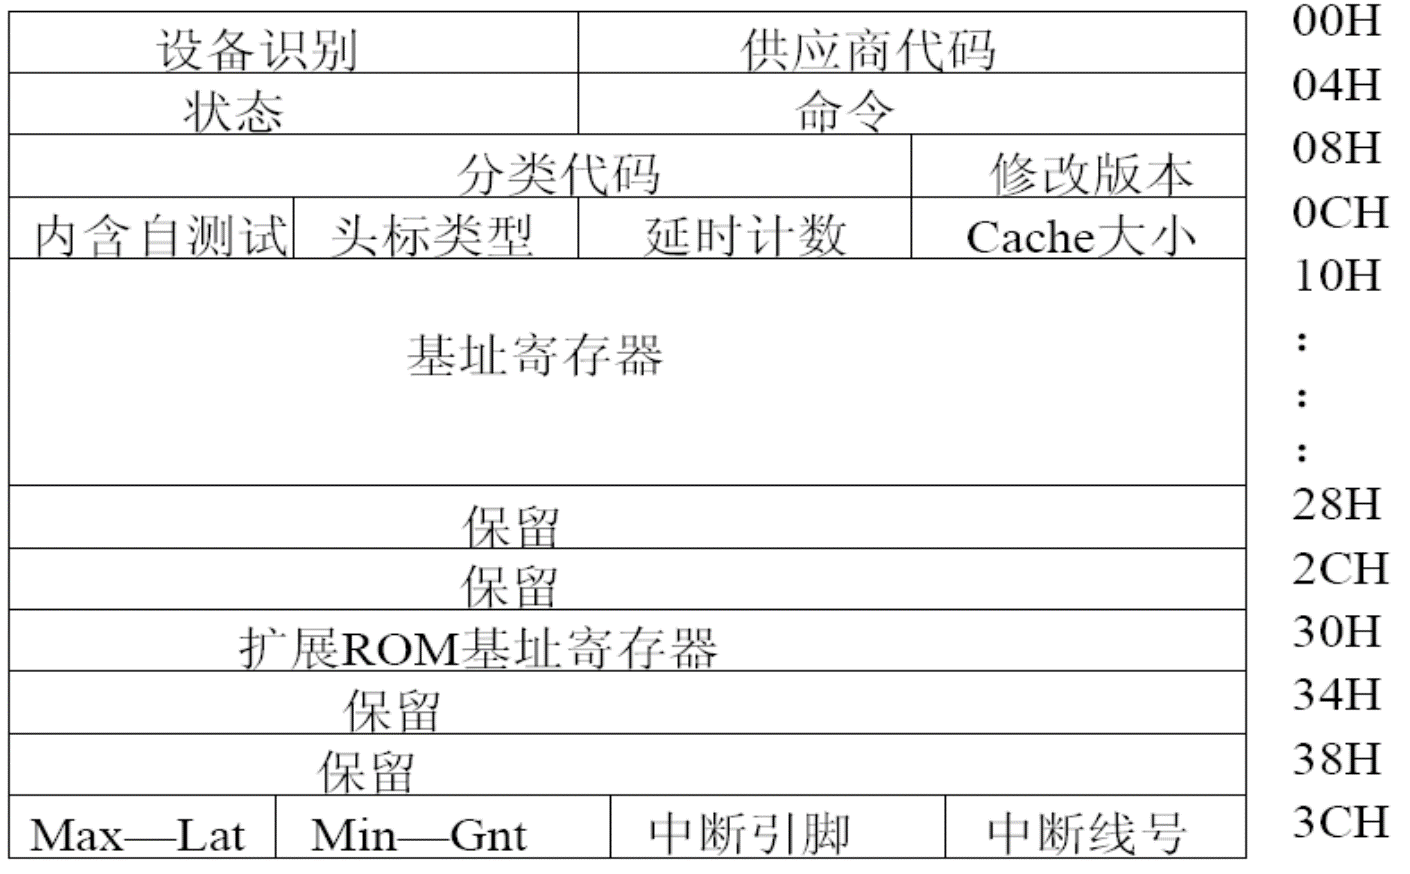 设备识别 供应商代码 00H
状态 命令 04H
分类代码 修改版本 08H
内含自测试 头标类型 延时计数 Cache大小 0CH
10H
基址寄存器 :
:
:
保留 28H
保留 2CH
扩展ROM基址寄存器 30H
保留 34H
保留 38H
Max—Lat Min—Gnt 中断引脚 中断线号 3CH